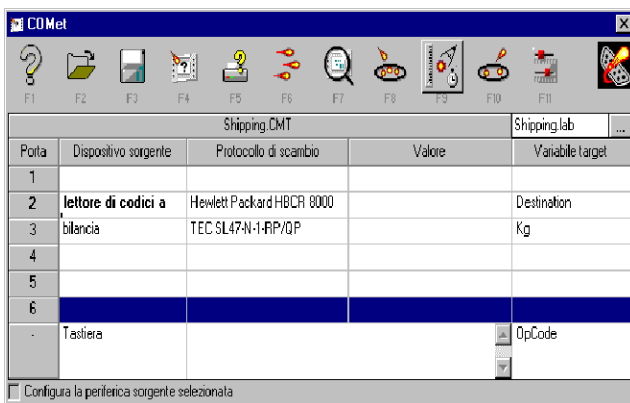 COMet
F1 F2 F3 F4 F5 F6 F7 F8 F9 F10 F11
Shipping.CMT Shipping.lab ...
Porta Dispositivo sorgente Protocollo di scambio Valore Variabile target
1
2 lettore di codici a Hewlett Packard HBCR 8000 Destination
3 bilancia TEC SL47-N-1-RP/QP Kg
4
5
6
- Tastiera OpCode
Configura la periferica sorgente selezionata